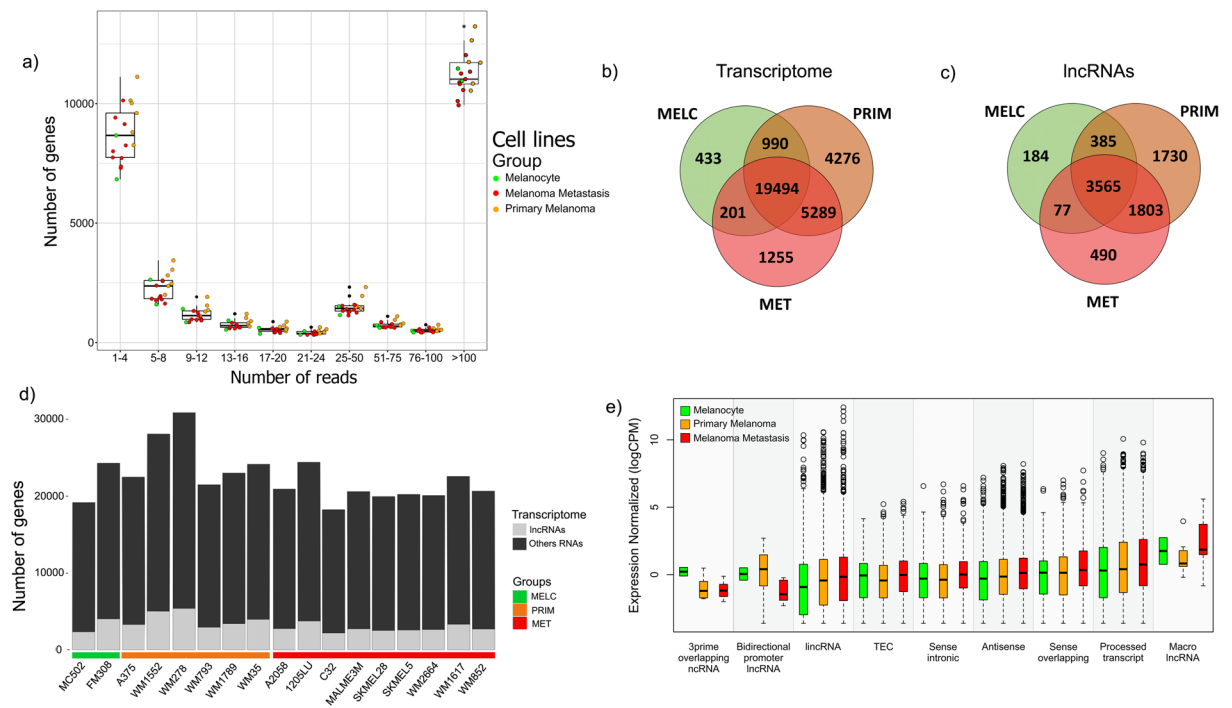 a)
Number of genes
10000
5000
0
1-4 5-8 9-12 13-16 17-20 21-24 25-50 51-75 76-100 >100
Number of reads
Cell lines
Group
Melanocyte
Melanoma Metastasis
Primary Melanoma
b)
Transcriptome
MELC
PRIM
433
990
4276
19494
201
5289
1255
MET
c)
lncRNAs
MELC
PRIM
184
385
1730
3565
77
1803
490
MET
d)
Number of genes
30000
20000
10000
0
MC502 FM308 A375 WM1552 WM278 WM793 WM1789 WM35 A2058 1205LU C32 MALME3M SKMEL28 SKMEL5 WM2664 WM1617 WM852
Transcriptome
lncRNAs
Others RNAs
Groups
MELC
PRIM
MET
e)
Expression Normalized (logCPM)
10
5
0
Melanocyte
Primary Melanoma
Melanoma Metastasis
3prime
overlapping
ncRNA
Bidirectional
promoter
lncRNA
lincRNA
TEC
Sense
intronic
Antisense
Sense
overlapping
Processed
transcript
Macro
lncRNA